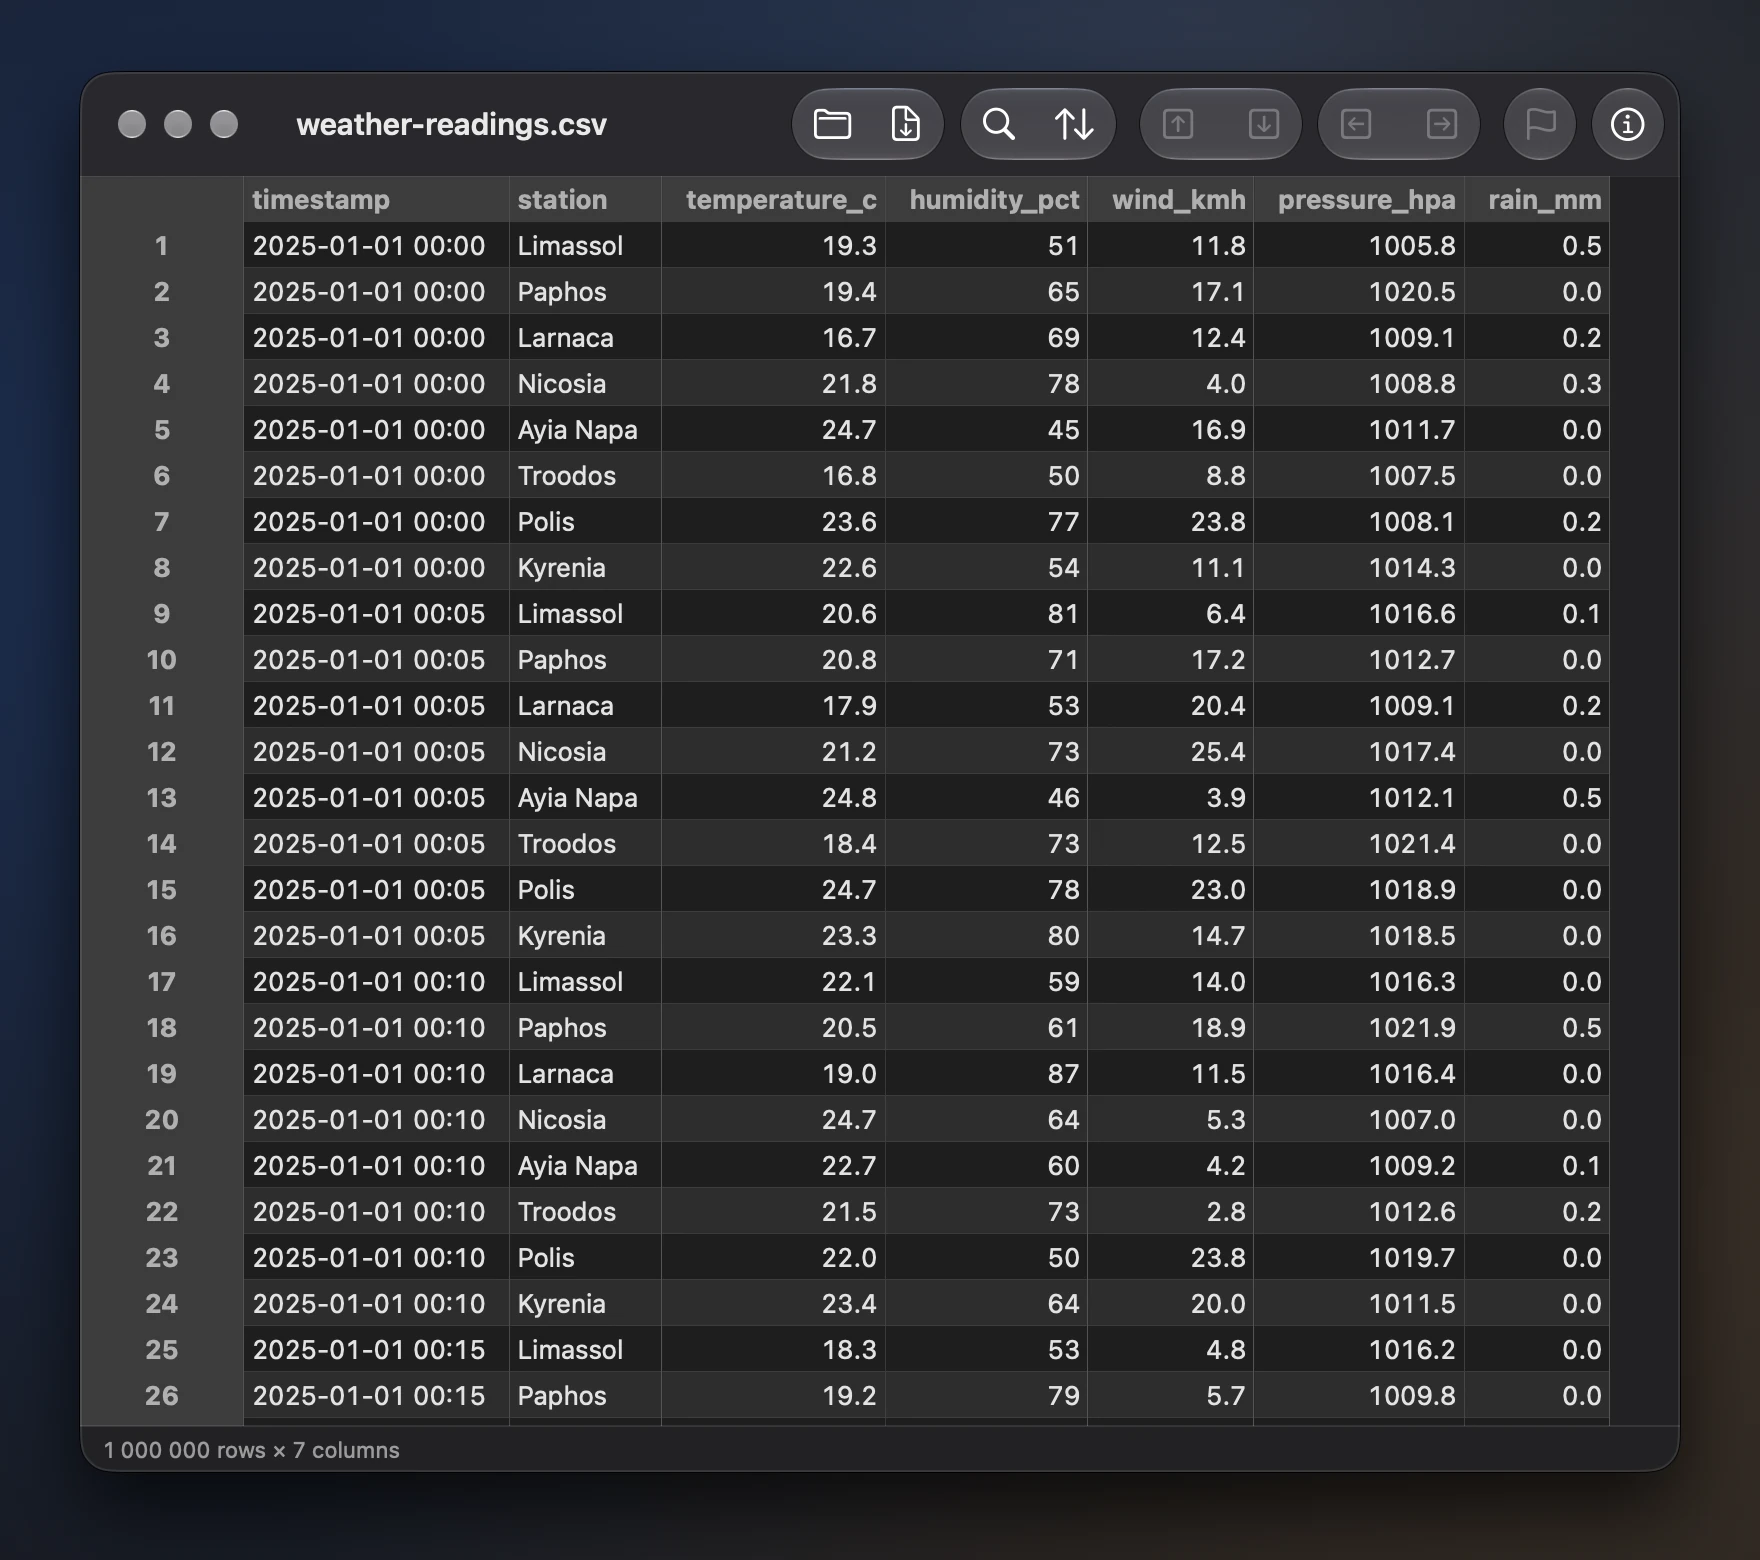 weather-readings.csv
timestamp station temperature_c humidity_pct wind_kmh pressure_hpa rain_mm
1 2025-01-01 00:00 Limassol 19.3 51 11.8 1005.8 0.5
2 2025-01-01 00:00 Paphos 19.4 65 17.1 1020.5 0.0
3 2025-01-01 00:00 Larnaca 16.7 69 12.4 1009.1 0.2
4 2025-01-01 00:00 Nicosia 21.8 78 4.0 1008.8 0.3
5 2025-01-01 00:00 Ayia Napa 24.7 45 16.9 1011.7 0.0
6 2025-01-01 00:00 Troodos 16.8 50 8.8 1007.5 0.0
7 2025-01-01 00:00 Polis 23.6 77 23.8 1008.1 0.2
8 2025-01-01 00:00 Kyrenia 22.6 54 11.1 1014.3 0.0
9 2025-01-01 00:05 Limassol 20.6 81 6.4 1016.6 0.1
10 2025-01-01 00:05 Paphos 20.8 71 17.2 1012.7 0.0
11 2025-01-01 00:05 Larnaca 17.9 53 20.4 1009.1 0.2
12 2025-01-01 00:05 Nicosia 21.2 73 25.4 1017.4 0.0
13 2025-01-01 00:05 Ayia Napa 24.8 46 3.9 1012.1 0.5
14 2025-01-01 00:05 Troodos 18.4 73 12.5 1021.4 0.0
15 2025-01-01 00:05 Polis 24.7 78 23.0 1018.9 0.0
16 2025-01-01 00:05 Kyrenia 23.3 80 14.7 1018.5 0.0
17 2025-01-01 00:10 Limassol 22.1 59 14.0 1016.3 0.0
18 2025-01-01 00:10 Paphos 20.5 61 18.9 1021.9 0.5
19 2025-01-01 00:10 Larnaca 19.0 87 11.5 1016.4 0.0
20 2025-01-01 00:10 Nicosia 24.7 64 5.3 1007.0 0.0
21 2025-01-01 00:10 Ayia Napa 22.7 60 4.2 1009.2 0.1
22 2025-01-01 00:10 Troodos 21.5 73 2.8 1012.6 0.2
23 2025-01-01 00:10 Polis 22.0 50 23.8 1019.7 0.0
24 2025-01-01 00:10 Kyrenia 23.4 64 20.0 1011.5 0.0
25 2025-01-01 00:15 Limassol 18.3 53 4.8 1016.2 0.0
26 2025-01-01 00:15 Paphos 19.2 79 5.7 1009.8 0.0
1 000 000 rows × 7 columns